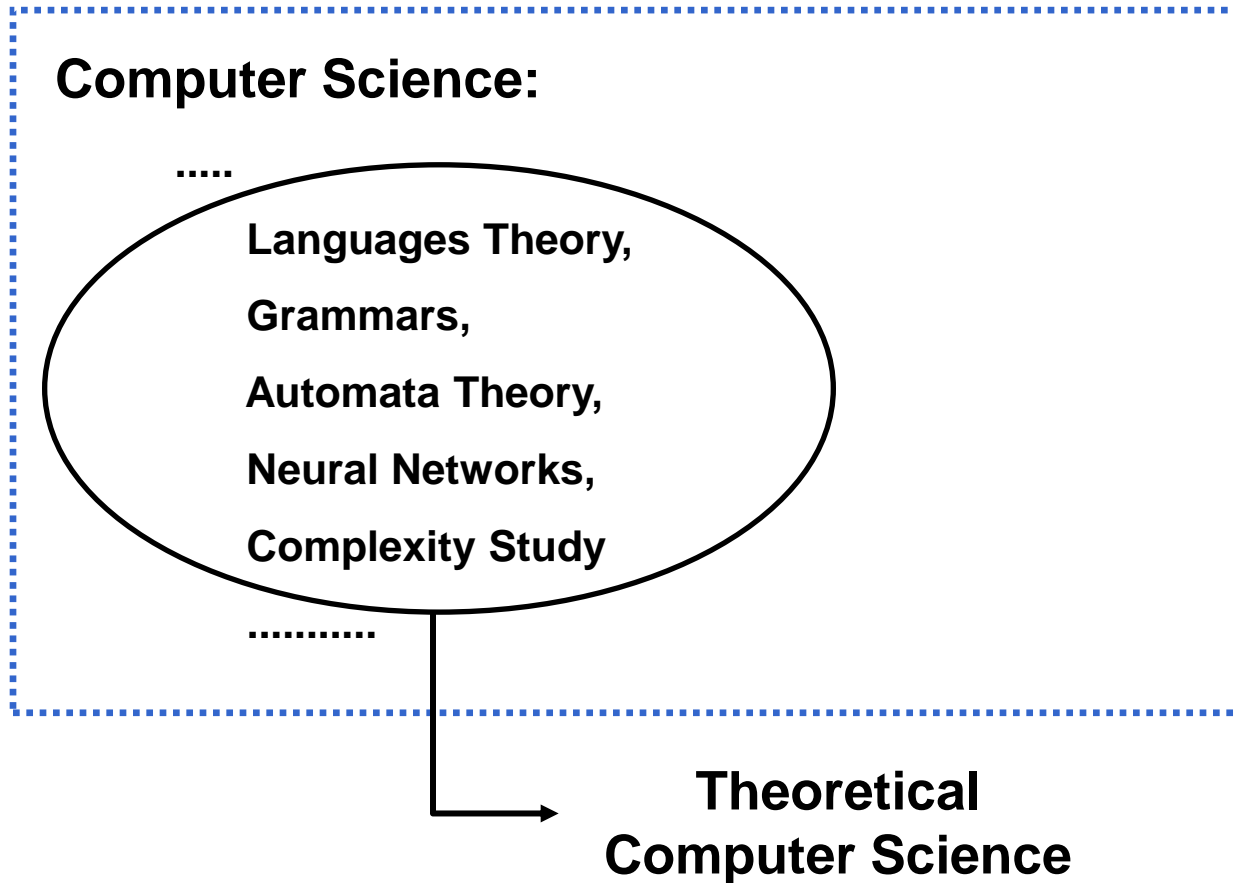 Computer Science:
.....
Languages Theory,
Grammars,
Automata Theory,
Neural Networks,
Complexity Study
...........
Theoretical
Computer Science